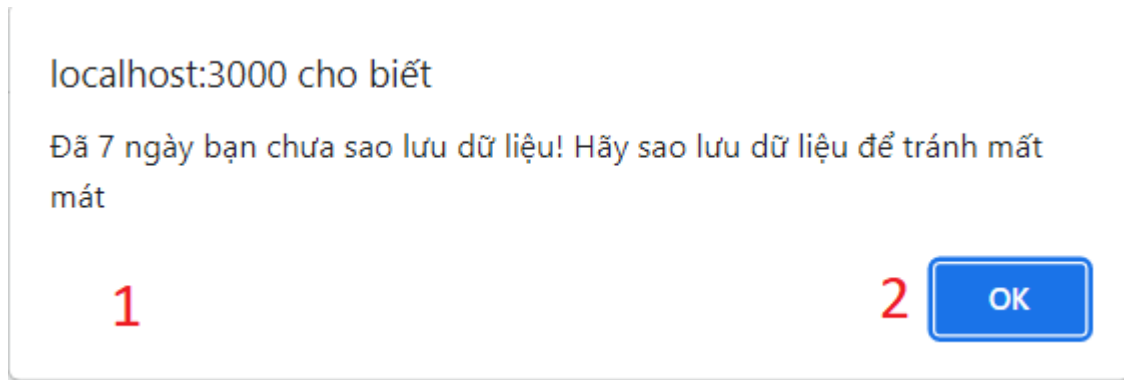 localhost:3000 cho biết
Đã 7 ngày bạn chưa sao lưu dữ liệu! Hãy sao lưu dữ liệu để tránh mất
mát
1
2 OK